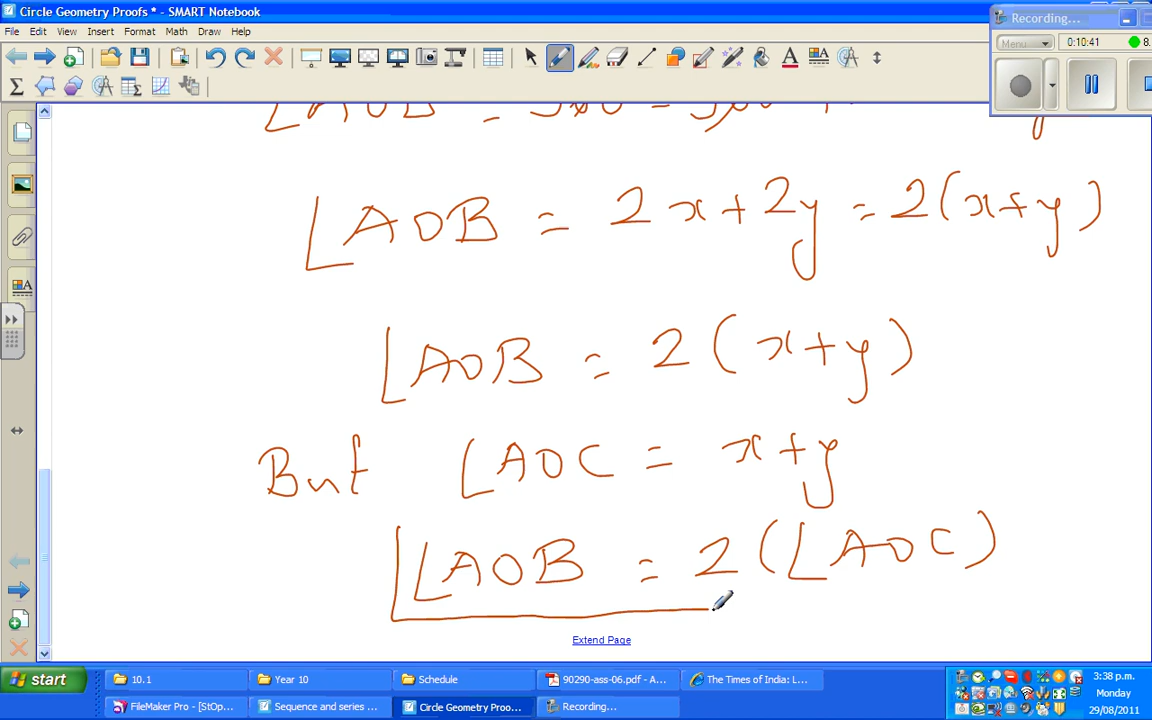 Circle Geometry Proofs * - SMART Notebook
Recording...
File Edit View Insert Format Math Draw Help
Menu 0:10:41 8.
∠AOB = 2x + 2y = 2(x+y)
∠AOB = 2(x+y)
But ∠AOC = x+y
∠AOB = 2(∠AOC)
Extend Page
start 10.1 Year 10 Schedule 90290-ass-06.pdf - A... The Times of India: L... 3:38 p.m.
Monday
FileMaker Pro - [StOp... Sequence and series ... Circle Geometry Proo... Recording... 29/08/2011